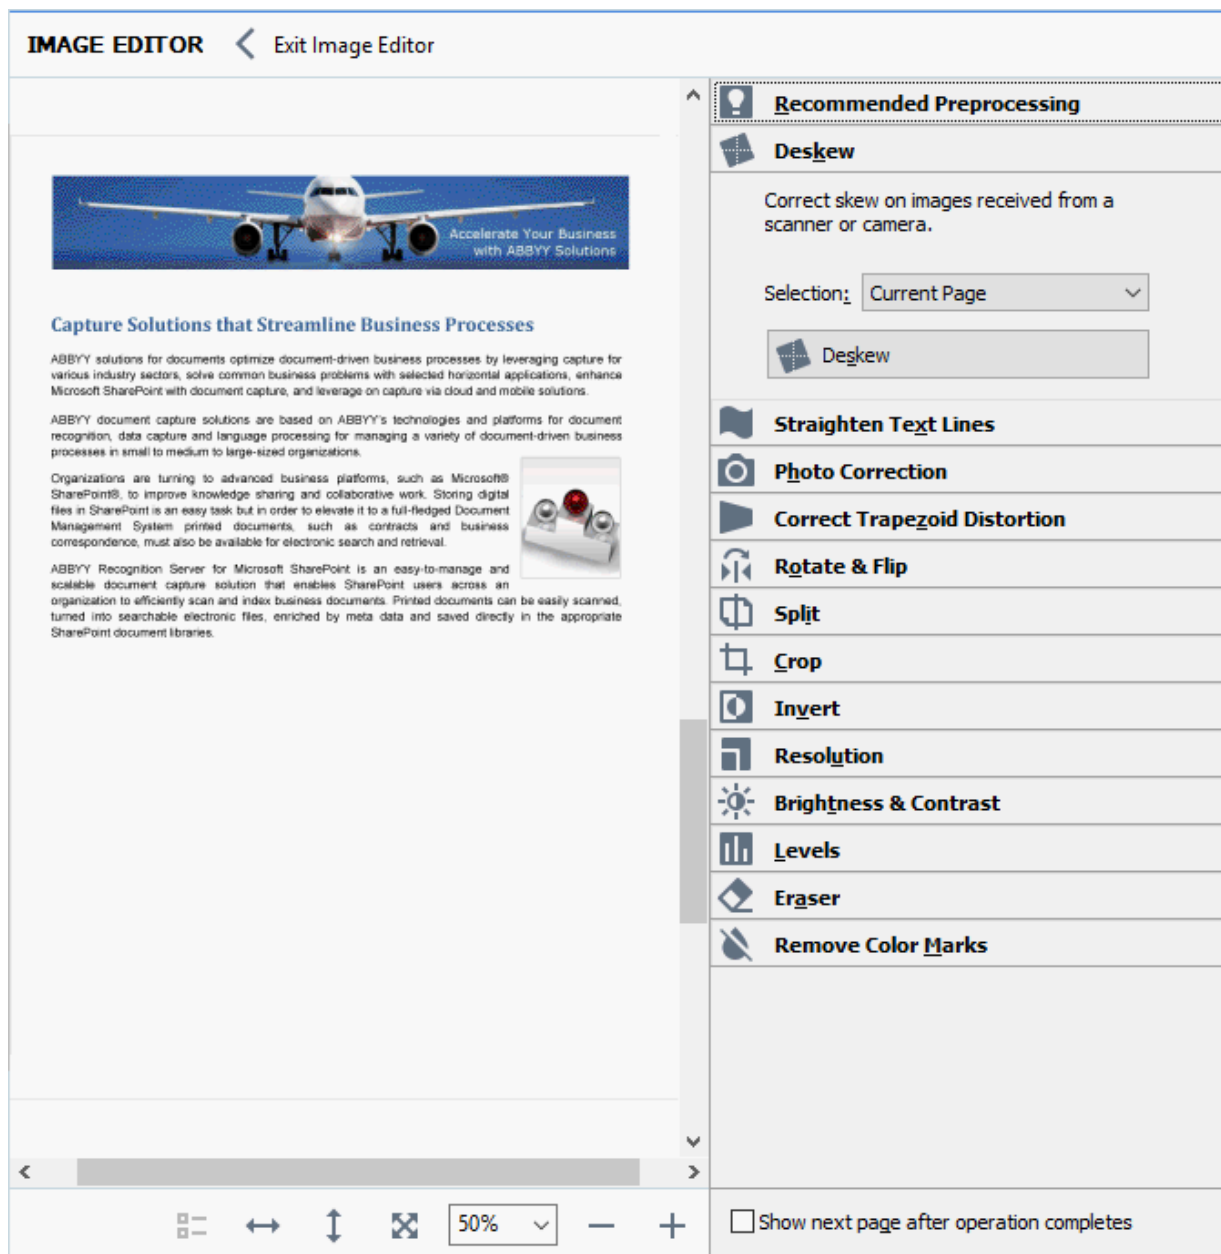 IMAGE EDITOR Exit Image Editor
Accelerate Your Business
with ABBYY Solutions
Capture Solutions that Streamline Business Processes
ABBYY solutions for documents optimize document-driven business processes by leveraging capture for
various industry sectors, solve common business problems with selected horizontal applications, enhance
Microsoft SharePoint with document capture, and leverage on capture via cloud and mobile solutions.
ABBYY document capture solutions are based on ABBYY's technologies and platforms for document
recognition, data capture and language processing for managing a variety of document-driven business
processes in small to medium to large-sized organizations.
Organizations are turning to advanced business platforms, such as Microsoft®
SharePoint®, to improve knowledge sharing and collaborative work. Storing digital
files in SharePoint is an easy task but in order to elevate it to a full-fledged Document
Management System printed documents, such as contracts and business
correspondence, must also be available for electronic search and retrieval.
ABBYY Recognition Server for Microsoft SharePoint is an easy-to-manage and
scalable document capture solution that enables SharePoint users across an
organization to efficiently scan and index business documents. Printed documents can be easily scanned,
turned into searchable electronic files, enriched by meta data and saved directly in the appropriate
SharePoint document libraries.
50%
Recommended Preprocessing
Deskew
Correct skew on images received from a
scanner or camera.
Selection: Current Page
Deskew
Straighten Text Lines
Photo Correction
Correct Trapezoid Distortion
Rotate & Flip
Split
Crop
Invert
Resolution
Brightness & Contrast
Levels
Eraser
Remove Color Marks
Show next page after operation completes